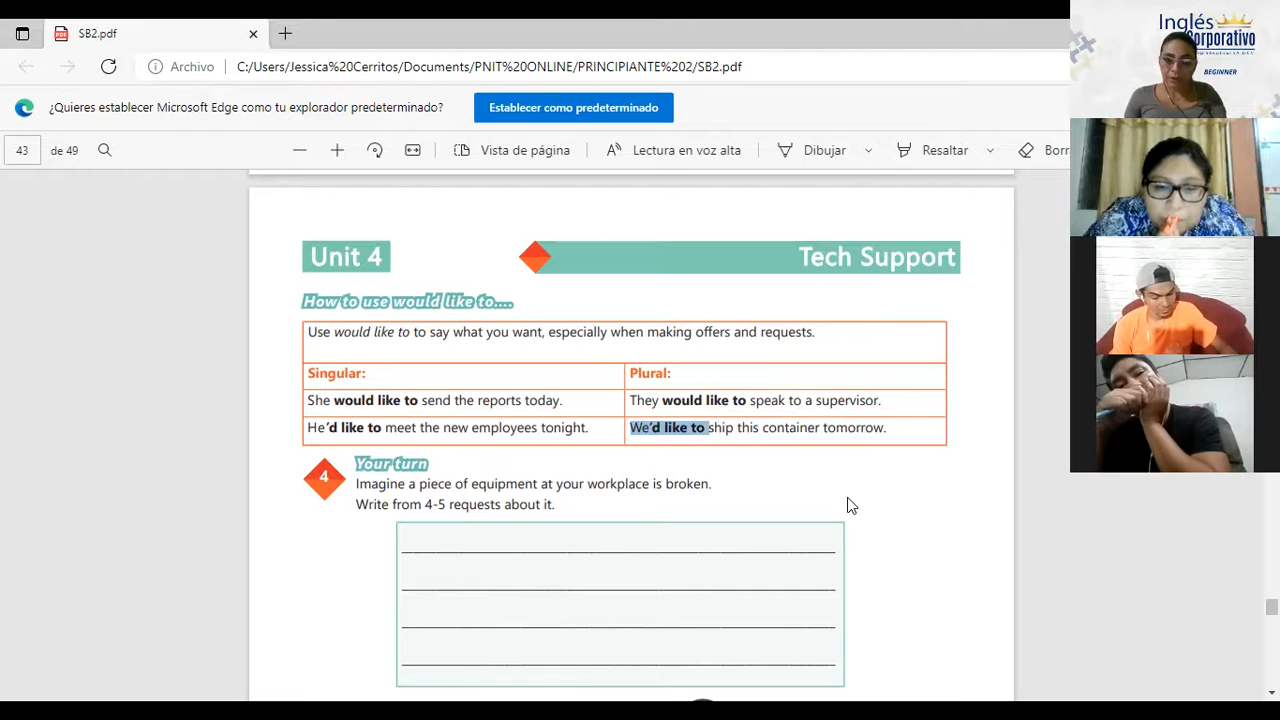 SB2.pdf
Archivo
C:/Users/Jessica%20Cerritos/Documents/PNIET ONLINE/PRINCIPIANTE%202/SB2.pdf
¿Quieres establecer Microsoft Edge como tu explorador predeterminado?
Establecer como predeterminado
43 de 49
Vista de página
Lectura en voz alta
Dibujar
Resaltar
Borr
Inglés
Corporativo
BEGINNER
Unit 4
Tech Support
How to use would like to....
Use would like to to say what you want, especially when making offers and requests.
Singular:
Plural:
She would like to send the reports today.
They would like to speak to a supervisor.
He'd like to meet the new employees tonight.
We'd like to ship this container tomorrow.
4
Your turn
Imagine a piece of equipment at your workplace is broken.
Write from 4-5 requests about it.